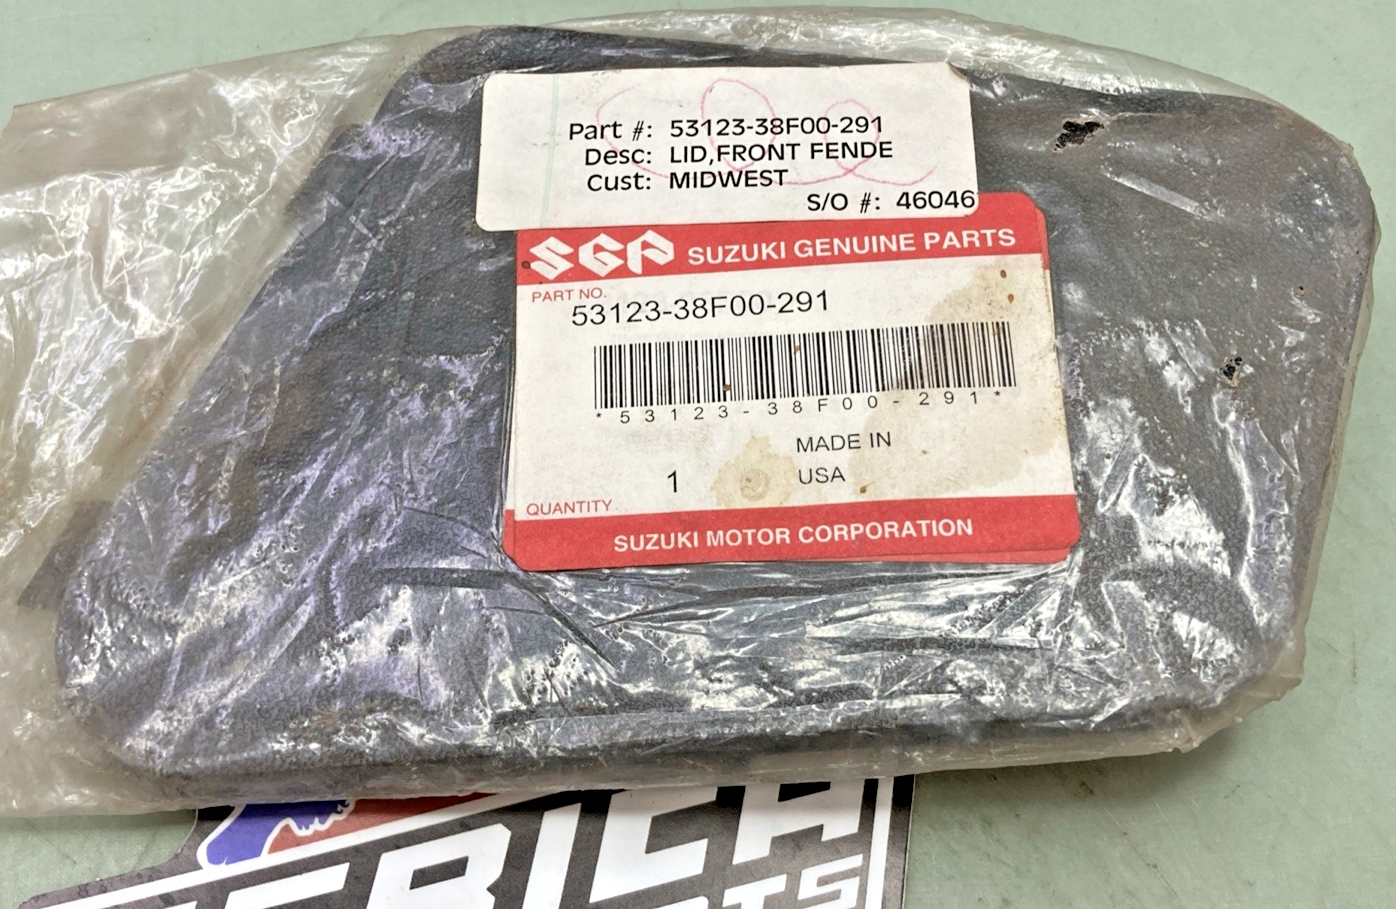 Part #: 53123-38F00-291
Desc: LID,FRONT FENDE
Cust: MIDWEST
S/O #: 46046
SGP SUZUKI GENUINE PARTS
PART NO.
53123-38F00-291
*53123-38F00-291*
MADE IN
1 USA
QUANTITY
SUZUKI MOTOR CORPORATION